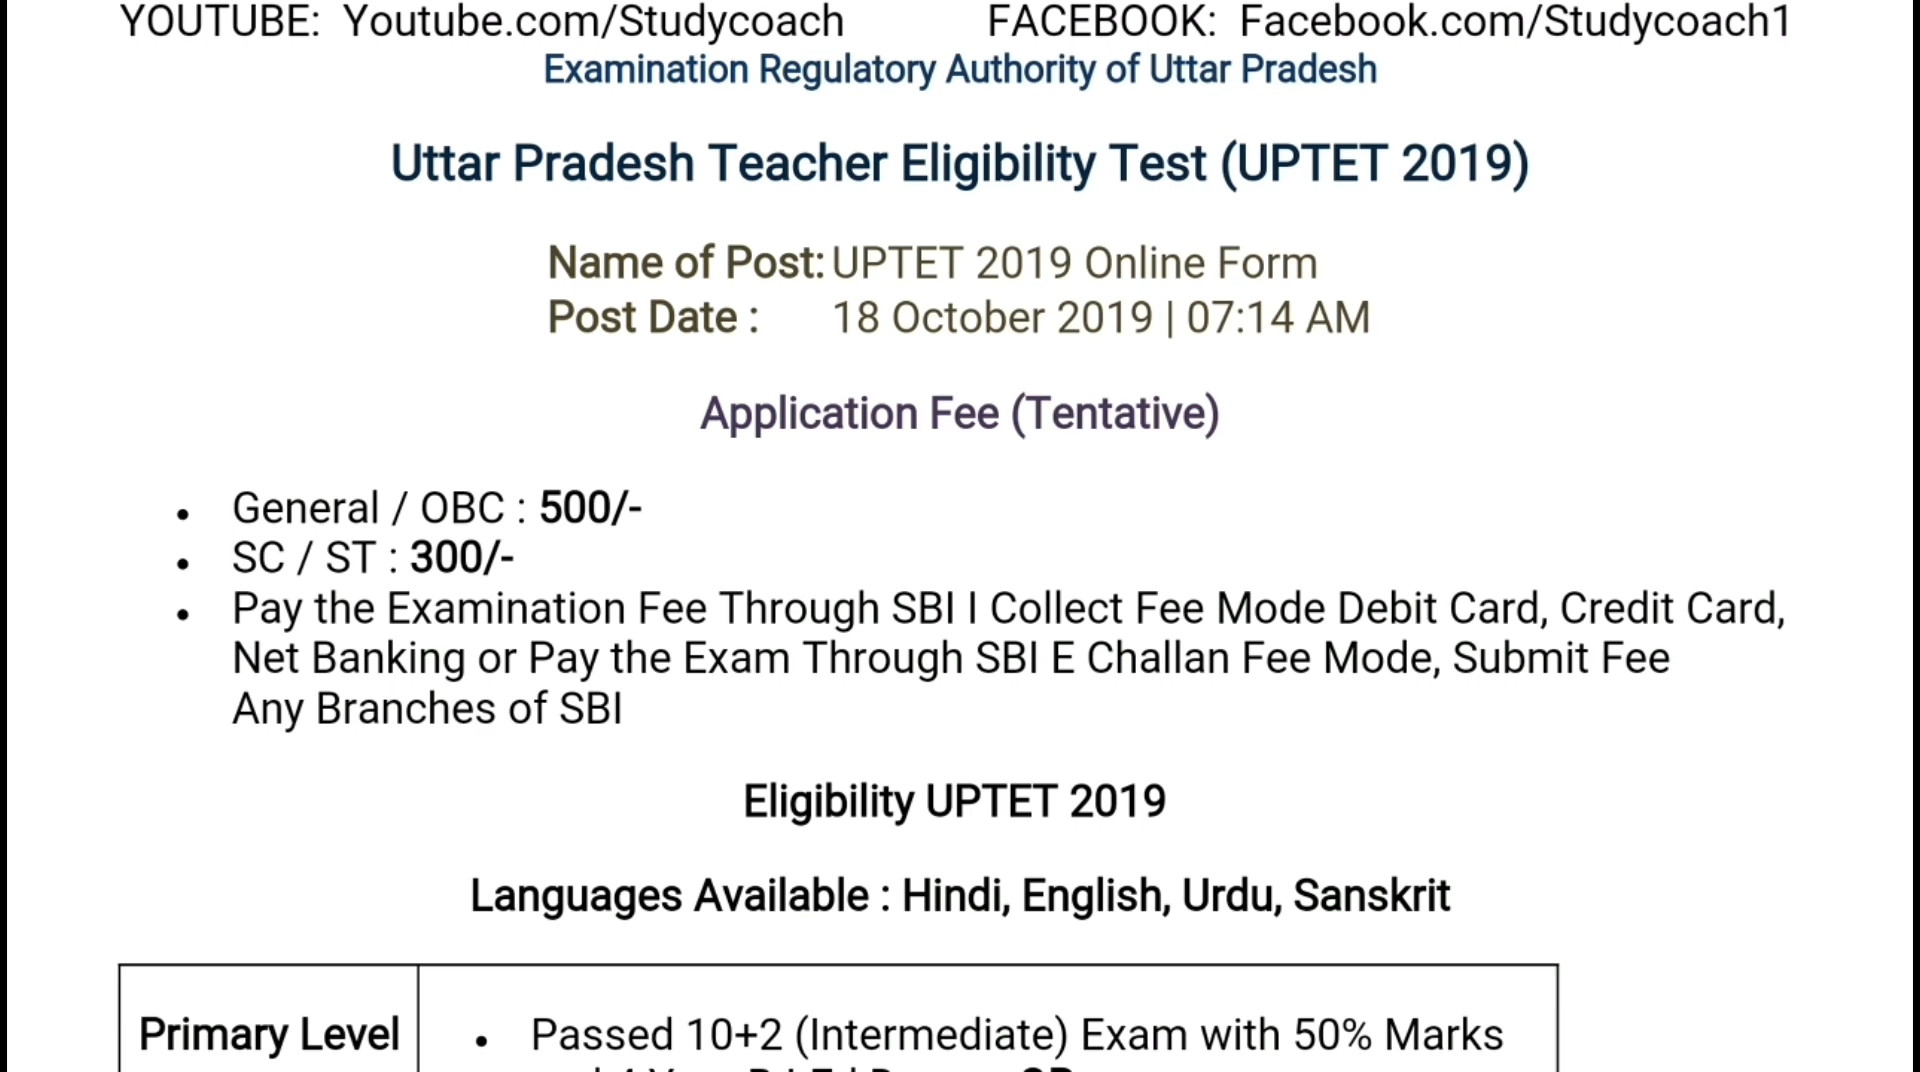 YOUTUBE: Youtube.com/Studycoach FACEBOOK: Facebook.com/Studycoach1
Examination Regulatory Authority of Uttar Pradesh
Uttar Pradesh Teacher Eligibility Test (UPTET 2019)
Name of Post: UPTET 2019 Online Form
Post Date : 18 October 2019 | 07:14 AM
Application Fee (Tentative)
• General / OBC : 500/-
• SC / ST : 300/-
• Pay the Examination Fee Through SBI I Collect Fee Mode Debit Card, Credit Card,
Net Banking or Pay the Exam Through SBI E Challan Fee Mode, Submit Fee
Any Branches of SBI
Eligibility UPTET 2019
Languages Available : Hindi, English, Urdu, Sanskrit
Primary Level • Passed 10+2 (Intermediate) Exam with 50% Marks